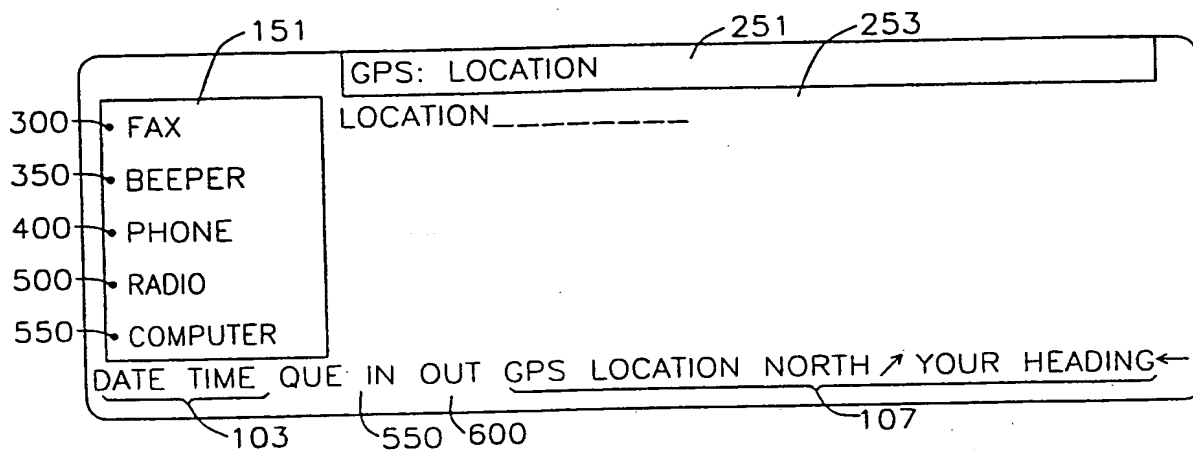 151
251
253
GPS: LOCATION
300 FAX
LOCATION________
350 BEEPER
400 PHONE
500 RADIO
550 COMPUTER
DATE TIME QUE IN OUT GPS LOCATION NORTH ↗ YOUR HEADING ←
103
550
600
107